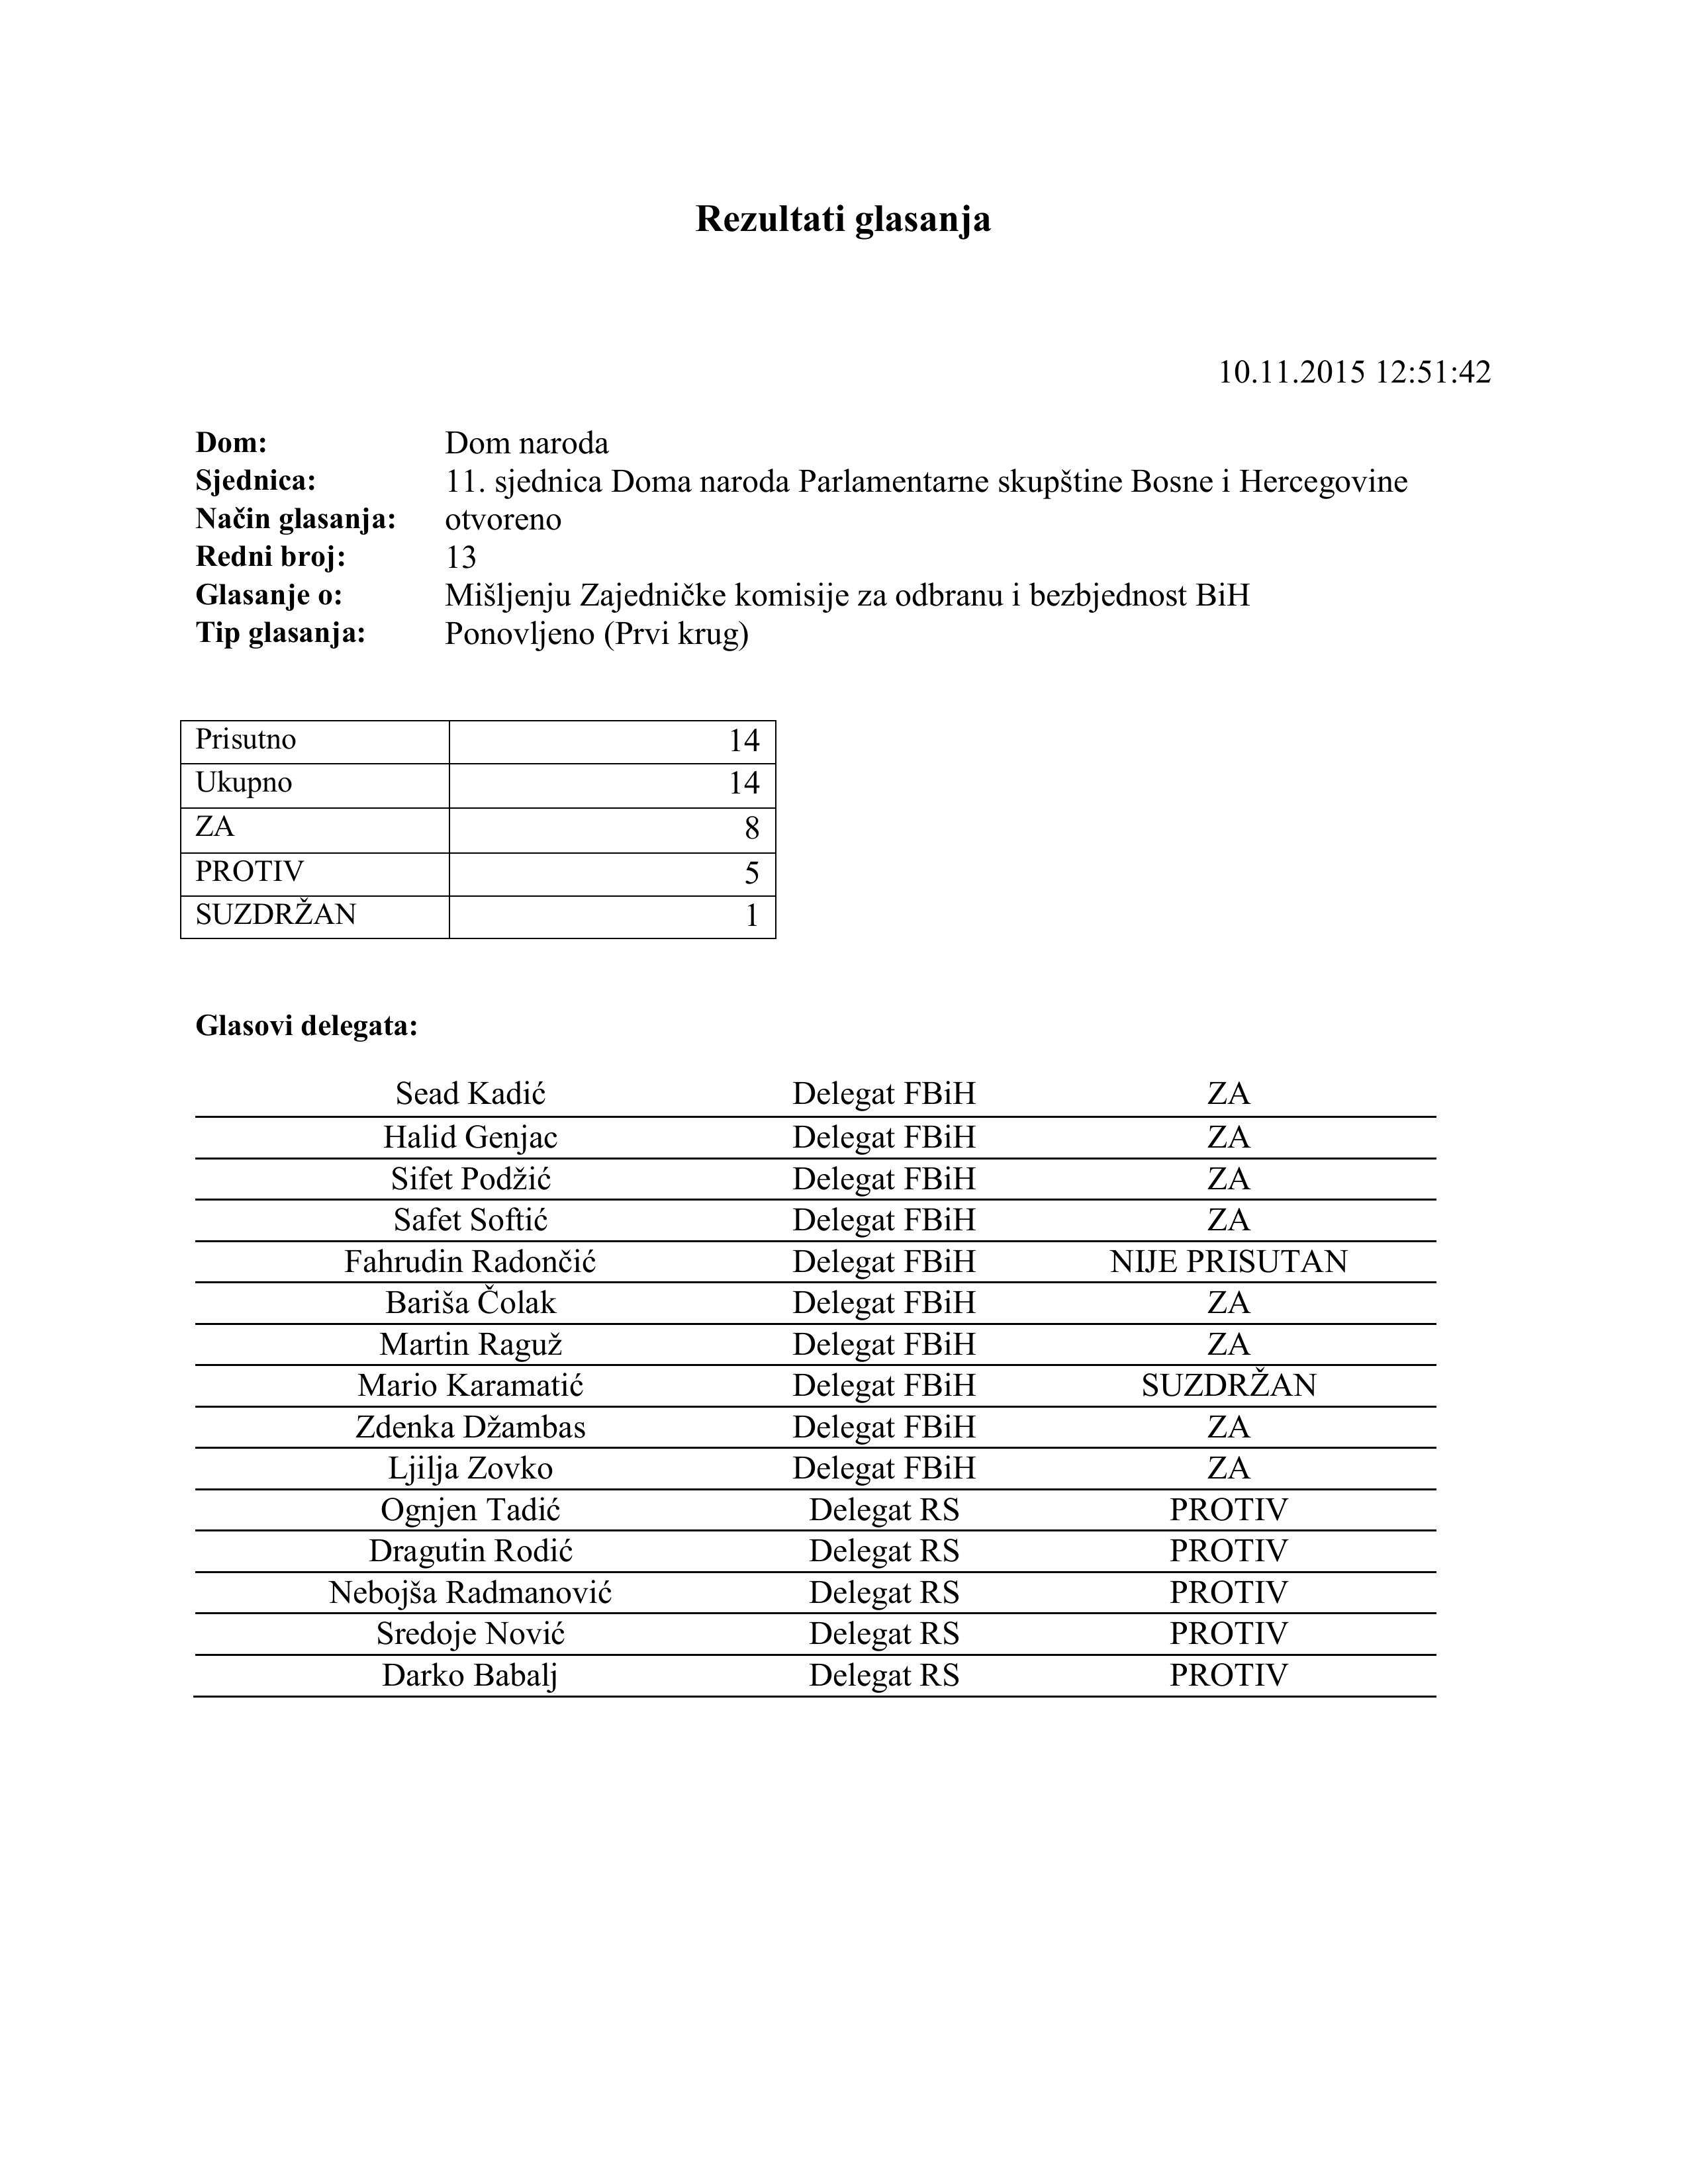 Rezultati glasanja
10.11.2015 12:51:42
Dom: Dom naroda
Sjednica: 11. sjednica Doma naroda Parlamentarne skupštine Bosne i Hercegovine
Način glasanja: otvoreno
Redni broj: 13
Glasanje o: Mišljenju Zajedničke komisije za odbranu i bezbjednost BiH
Tip glasanja: Ponovljeno (Prvi krug)
Prisutno 14
Ukupno 14
ZA 8
PROTIV 5
SUZDRŽAN 1
Glasovi delegata:
Sead Kadić Delegat FBiH ZA
Halid Genjac Delegat FBiH ZA
Sifet Podžić Delegat FBiH ZA
Safet Softić Delegat FBiH ZA
Fahrudin Radončić Delegat FBiH NIJE PRISUTAN
Bariša Čolak Delegat FBiH ZA
Martin Raguž Delegat FBiH ZA
Mario Karamatić Delegat FBiH SUZDRŽAN
Zdenka Džambas Delegat FBiH ZA
Ljilja Zovko Delegat FBiH ZA
Ognjen Tadić Delegat RS PROTIV
Dragutin Rodić Delegat RS PROTIV
Nebojša Radmanović Delegat RS PROTIV
Sredoje Nović Delegat RS PROTIV
Darko Babalj Delegat RS PROTIV